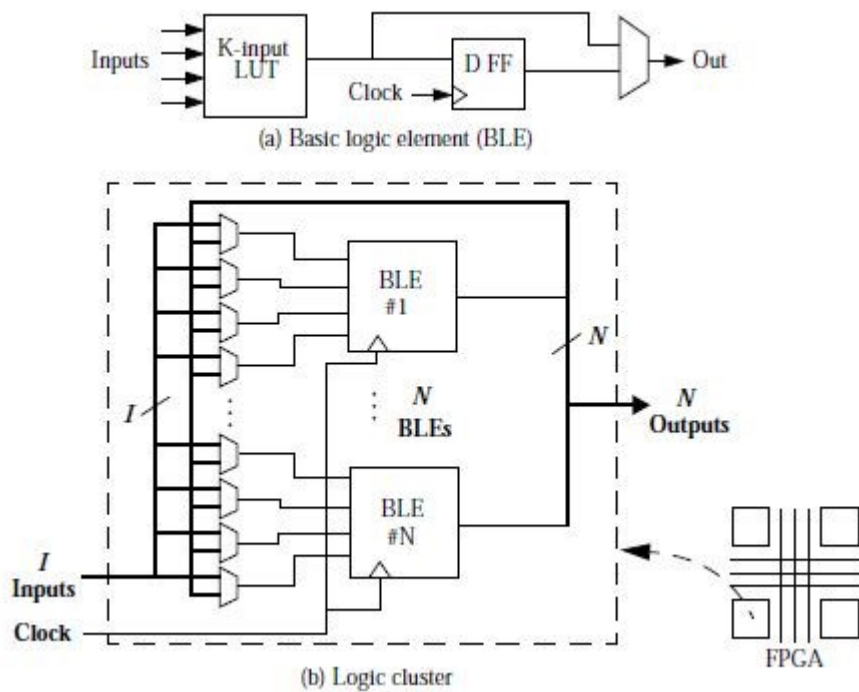 Inputs
K-input
LUT
D FF
Clock
Out
(a) Basic logic element (BLE)
BLE
#1
N
I
N
BLEs
N
Outputs
BLE
#N
I
Inputs
Clock
FPGA
(b) Logic cluster